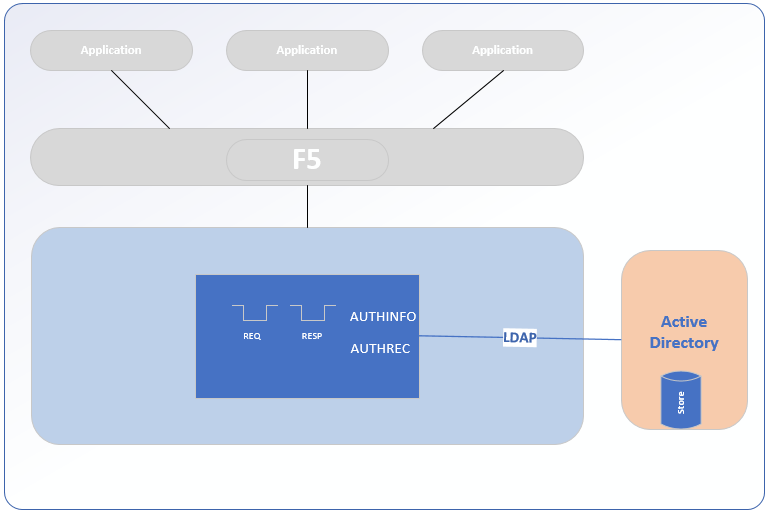 Application
Application
Application
F5
REQ
RESP
AUTHINFO
AUTHREC
LDAP
Active
Directory
Store